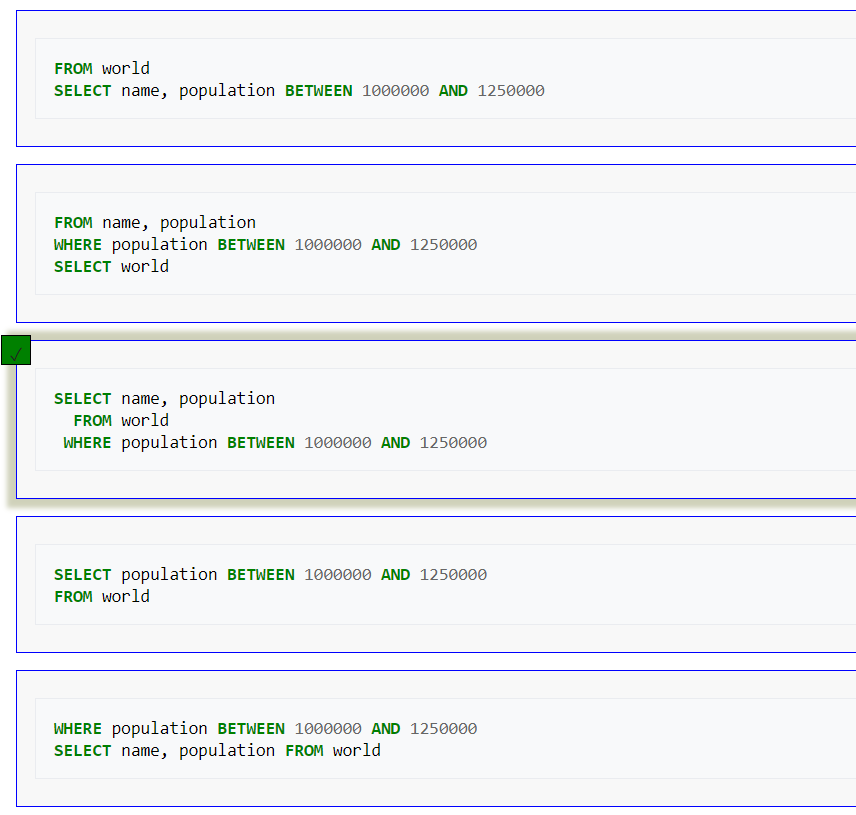 FROM world
SELECT name, population BETWEEN 1000000 AND 1250000
FROM name, population
WHERE population BETWEEN 1000000 AND 1250000
SELECT world
✓
SELECT name, population
FROM world
WHERE population BETWEEN 1000000 AND 1250000
SELECT population BETWEEN 1000000 AND 1250000
FROM world
WHERE population BETWEEN 1000000 AND 1250000
SELECT name, population FROM world